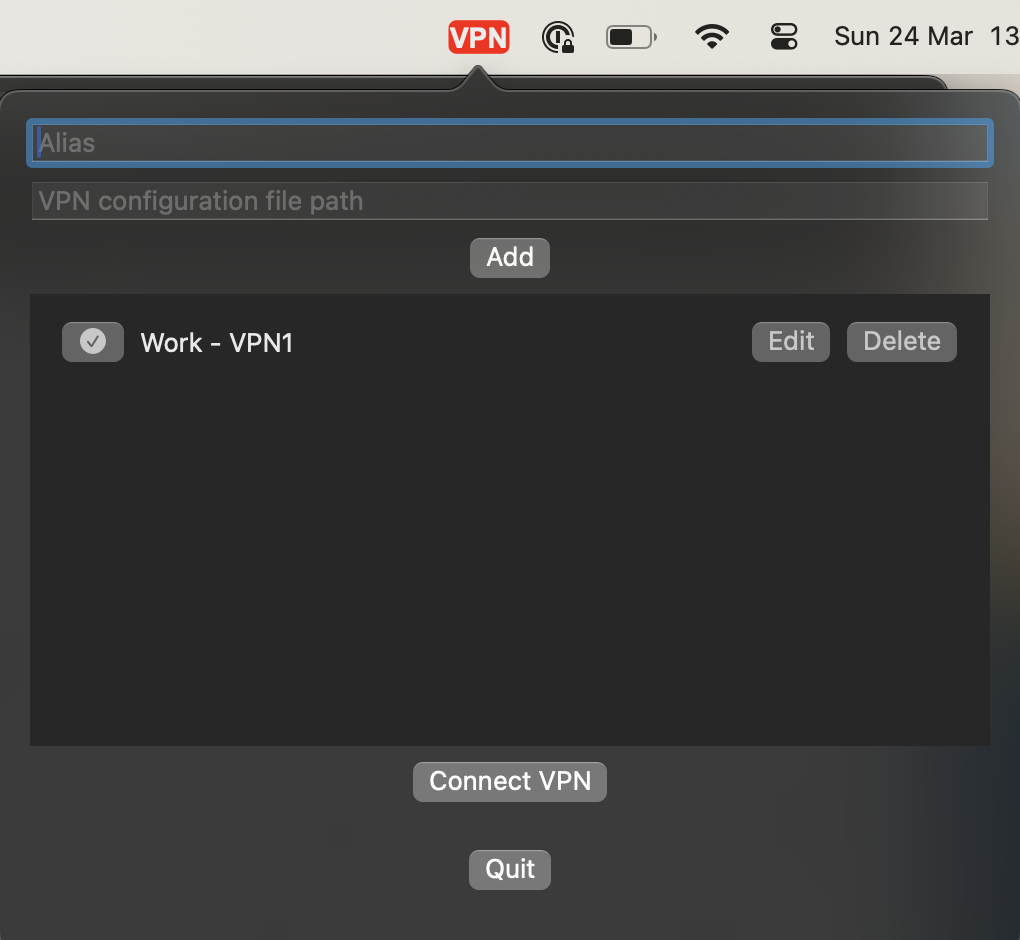 VPN Sun 24 Mar 13
Alias
VPN configuration file path
Add
Work - VPN1 Edit Delete
Connect VPN
Quit